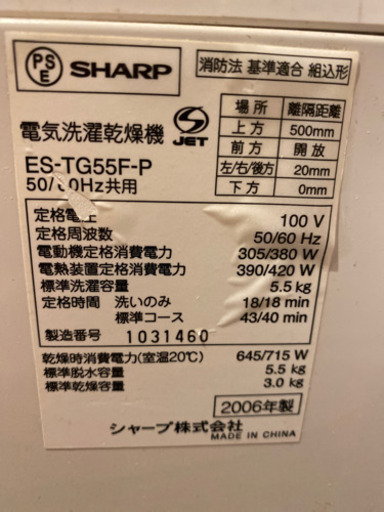 PSE SHARP
消防法 基準適合 組込形
場所 離隔距離
上方 500mm
前方 開放
左/右/後方 20mm
下方 0mm
電気洗濯乾燥機 S JET
ES-TG55F-P
50/60Hz共用
定格電圧 100 V
定格周波数 50/60 Hz
電動機定格消費電力 305/380 W
電熱装置定格消費電力 390/420 W
標準洗濯容量 5.5 kg
定格時間 洗いのみ 18/18 min
標準コース 43/40 min
製造番号 1031460
乾燥時消費電力(室温20℃) 645/715 W
標準脱水容量 5.5 kg
標準乾燥容量 3.0 kg
2006年製
シャープ株式会社
MADE IN CHINA